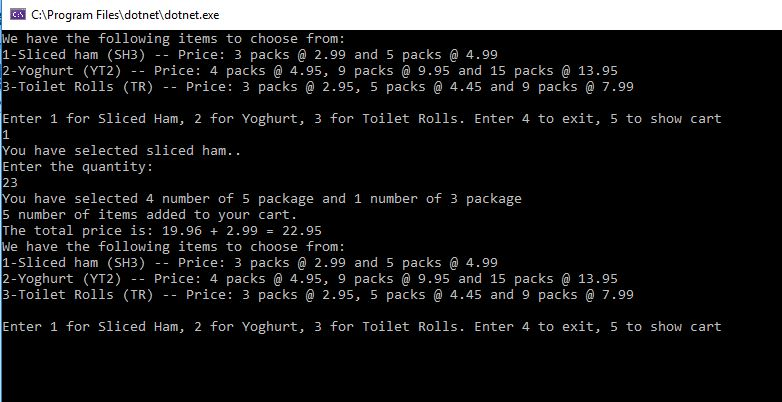 C:\Program Files\dotnet\dotnet.exe
We have the following items to choose from:
1-Sliced ham (SH3) -- Price: 3 packs @ 2.99 and 5 packs @ 4.99
2-Yoghurt (YT2) -- Price: 4 packs @ 4.95, 9 packs @ 9.95 and 15 packs @ 13.95
3-Toilet Rolls (TR) -- Price: 3 packs @ 2.95, 5 packs @ 4.45 and 9 packs @ 7.99
Enter 1 for Sliced Ham, 2 for Yoghurt, 3 for Toilet Rolls. Enter 4 to exit, 5 to show cart
1
You have selected sliced ham..
Enter the quantity:
23
You have selected 4 number of 5 package and 1 number of 3 package
5 number of items added to your cart.
The total price is: 19.96 + 2.99 = 22.95
We have the following items to choose from:
1-Sliced ham (SH3) -- Price: 3 packs @ 2.99 and 5 packs @ 4.99
2-Yoghurt (YT2) -- Price: 4 packs @ 4.95, 9 packs @ 9.95 and 15 packs @ 13.95
3-Toilet Rolls (TR) -- Price: 3 packs @ 2.95, 5 packs @ 4.45 and 9 packs @ 7.99
Enter 1 for Sliced Ham, 2 for Yoghurt, 3 for Toilet Rolls. Enter 4 to exit, 5 to show cart